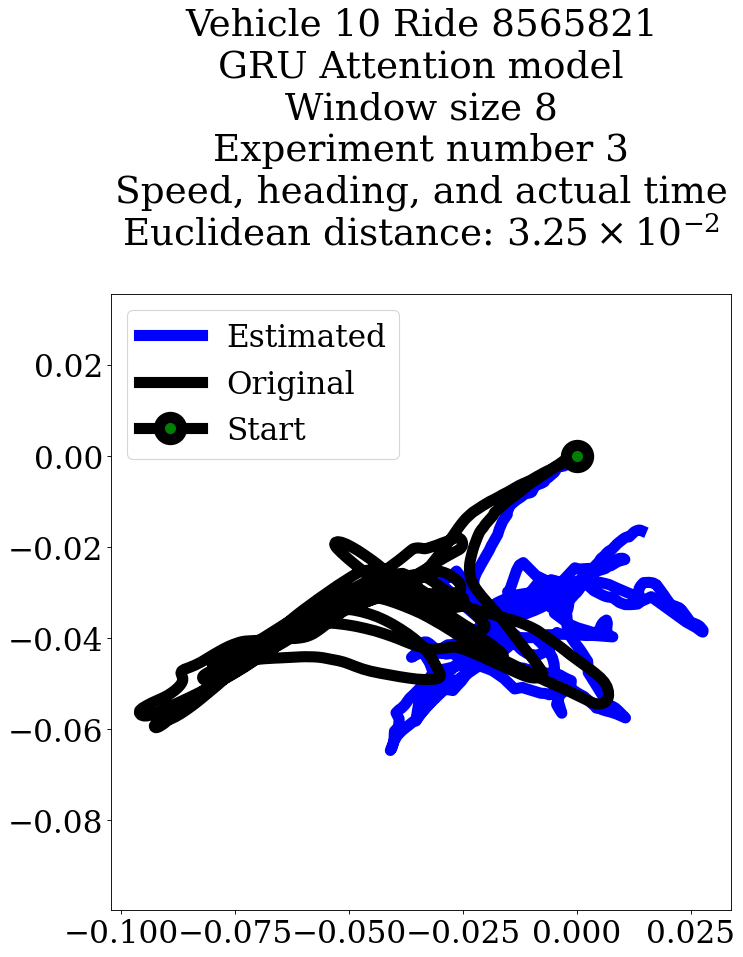 Vehicle 10 Ride 8565821
GRU Attention model
Window size 8
Experiment number 3
Speed, heading, and actual time
Euclidean distance: 3.25 × 10⁻²
Estimated
Original
Start
0.02
0.00
−0.02
−0.04
−0.06
−0.08
−0.100 −0.075 −0.050 −0.025 0.000 0.025